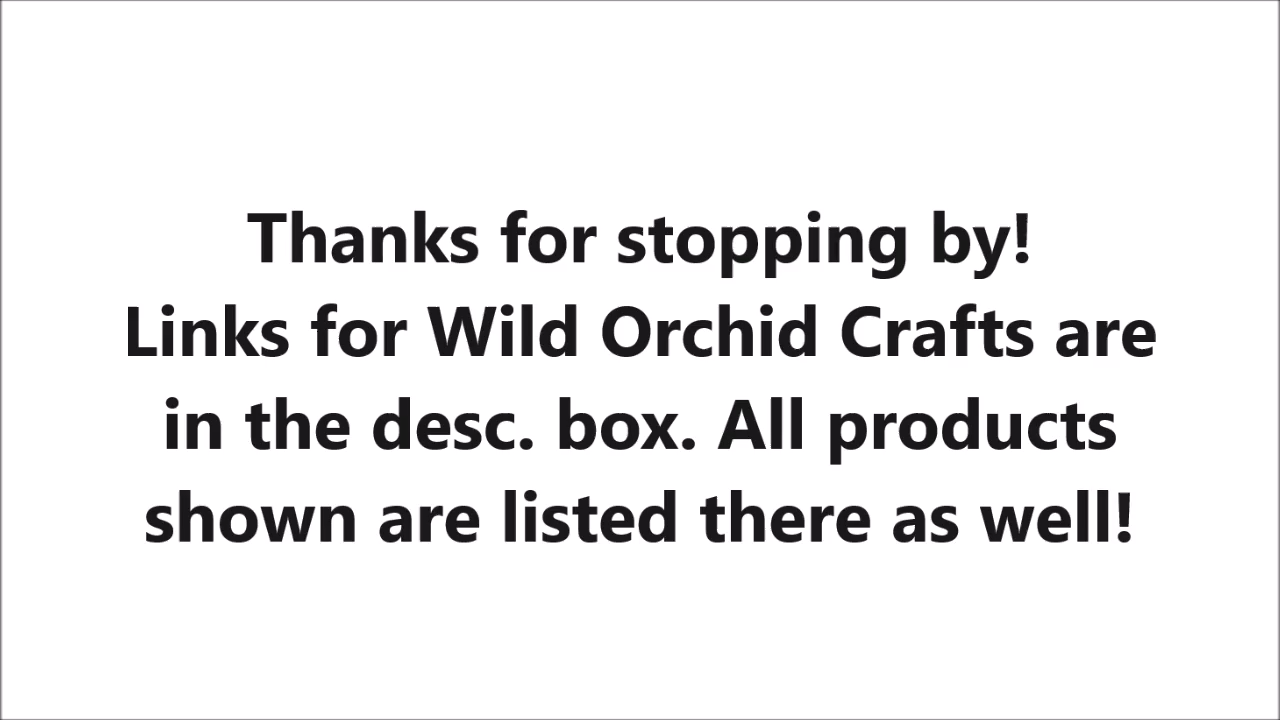 Thanks for stopping by!
Links for Wild Orchid Crafts are
in the desc. box. All products
shown are listed there as well!